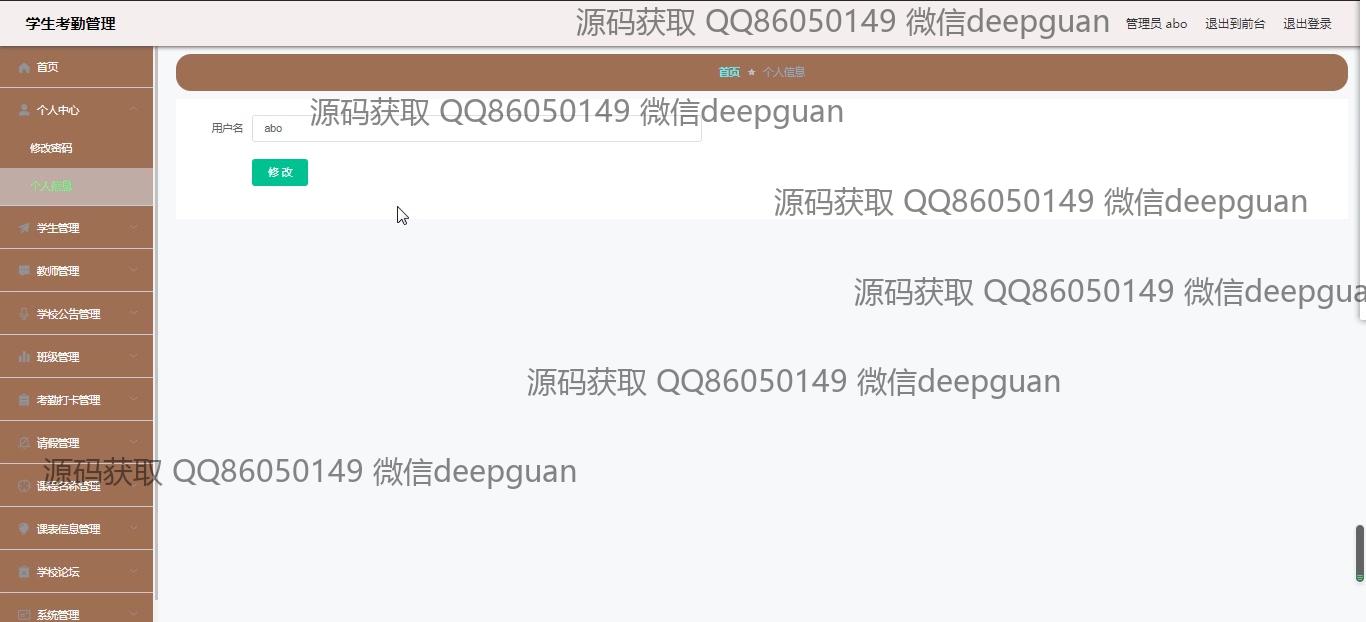 学生考勤管理
源码获取 QQ86050149 微信deepguan
管理员 abo 退出到前台 退出登录
首页
首页 ★ 个人信息
个人中心
源码获取 QQ86050149 微信deepguan
用户名 abo
修改密码
修 改
个人信息
源码获取 QQ86050149 微信deepguan
学生管理
教师管理
源码获取 QQ86050149 微信deepgua
学校公告管理
班级管理
源码获取 QQ86050149 微信deepguan
考勤打卡管理
请假管理
源码获取 QQ86050149 微信deepguan
课程名称管理
课表信息管理
学校论坛
系统管理